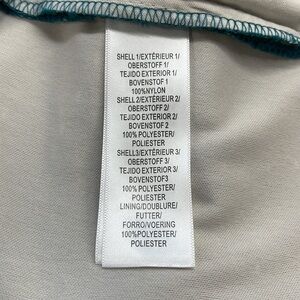 SHELL 1/EXTÉRIEUR 1/
OBERSTOFF 1/
TEJIDO EXTERIOR 1/
BOVENSTOF 1
100%NYLON
SHELL 2/EXTÉRIEUR 2/
OBERSTOFF 2/
TEJIDO EXTERIOR 2/
BOVENSTOF 2
100% POLYESTER/
POLIESTER
SHELL3/EXTÉRIEUR 3/
OBERSTOFF 3/
TEJIDO EXTERIOR 3/
BOVENSTOF3
100% POLYESTER/
POLIESTER
LINING/DOUBLURE/
FUTTER/
FORRO/VOERING
100%POLYESTER/
POLIESTER